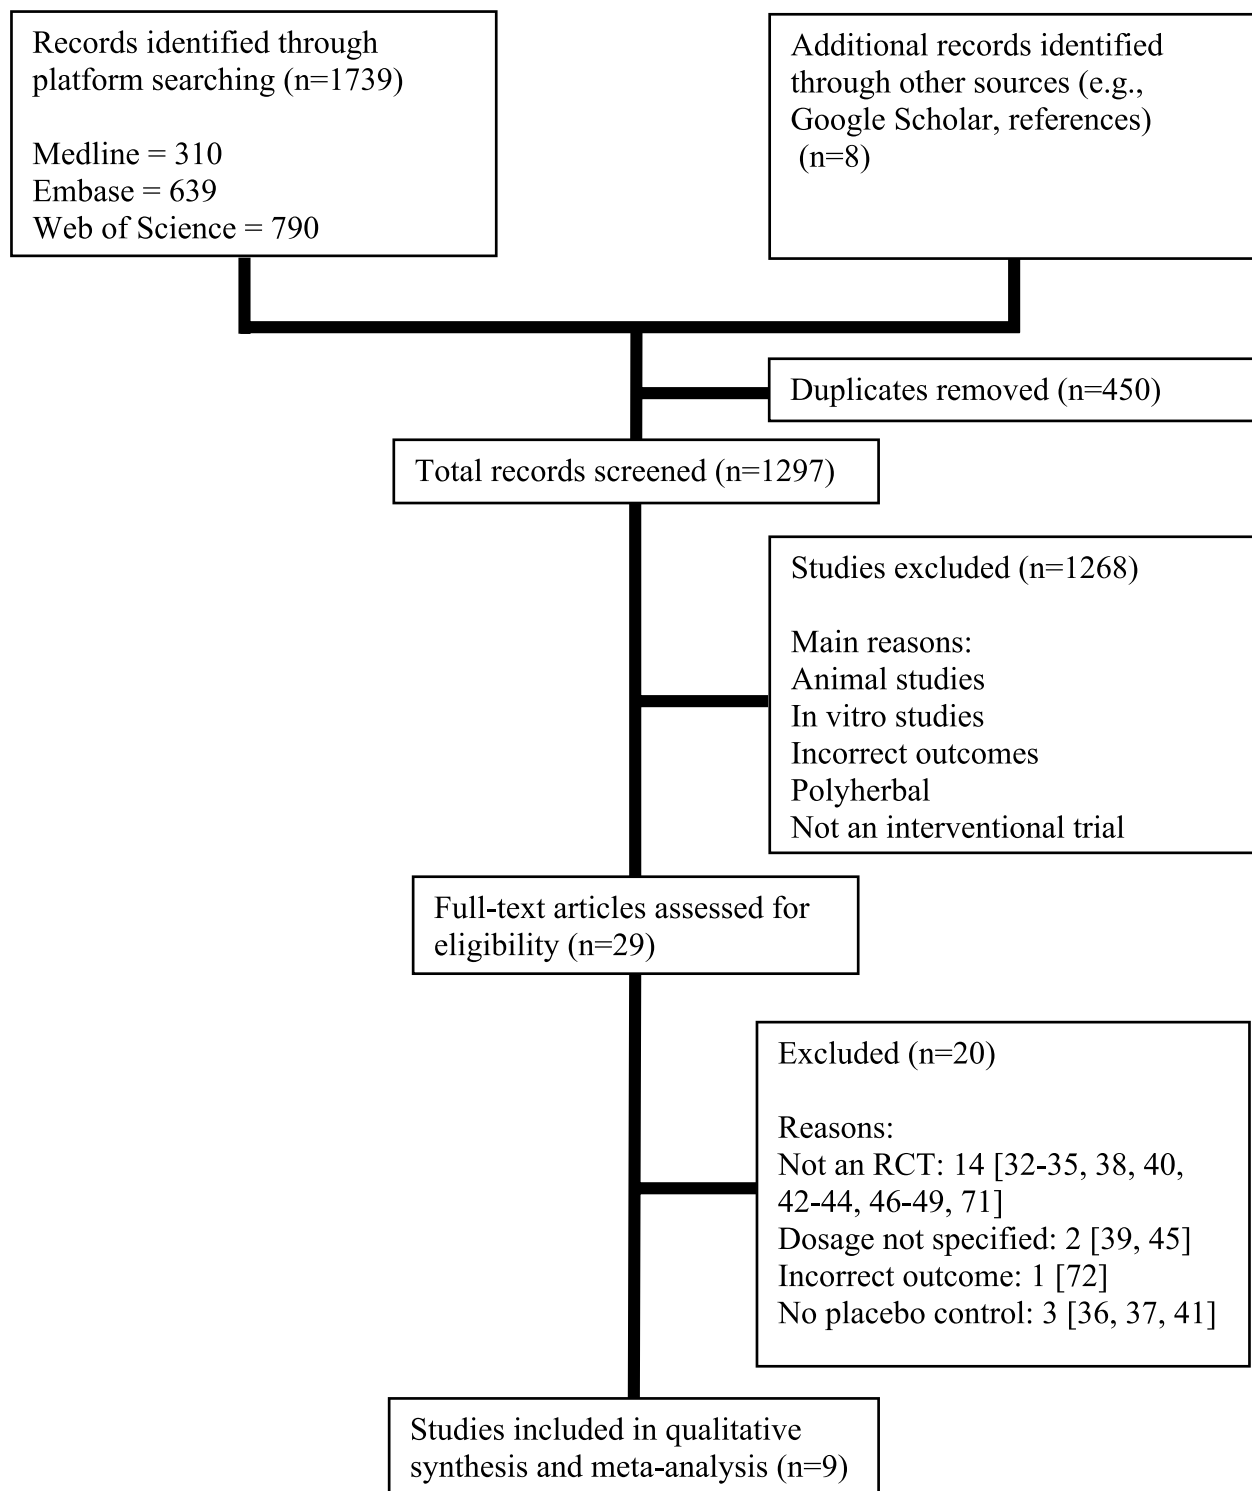 Records identified through
platform searching (n=1739)
Medline = 310
Embase = 639
Web of Science = 790
Additional records identified
through other sources (e.g.,
Google Scholar, references)
(n=8)
Duplicates removed (n=450)
Total records screened (n=1297)
Studies excluded (n=1268)
Main reasons:
Animal studies
In vitro studies
Incorrect outcomes
Polyherbal
Not an interventional trial
Full-text articles assessed for
eligibility (n=29)
Excluded (n=20)
Reasons:
Not an RCT: 14 [32-35, 38, 40,
42-44, 46-49, 71]
Dosage not specified: 2 [39, 45]
Incorrect outcome: 1 [72]
No placebo control: 3 [36, 37, 41]
Studies included in qualitative
synthesis and meta-analysis (n=9)